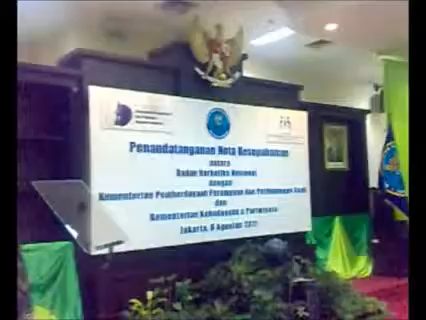 Penandatanganan Nota Kesepahaman
antara
Badan Narkotika Nasional
dengan
Kementerian Pemberdayaan Perempuan dan Perlindungan Anak
dan
Kementerian Kebudayaan & Pariwisata
Jakarta, 8 Agustus 2011